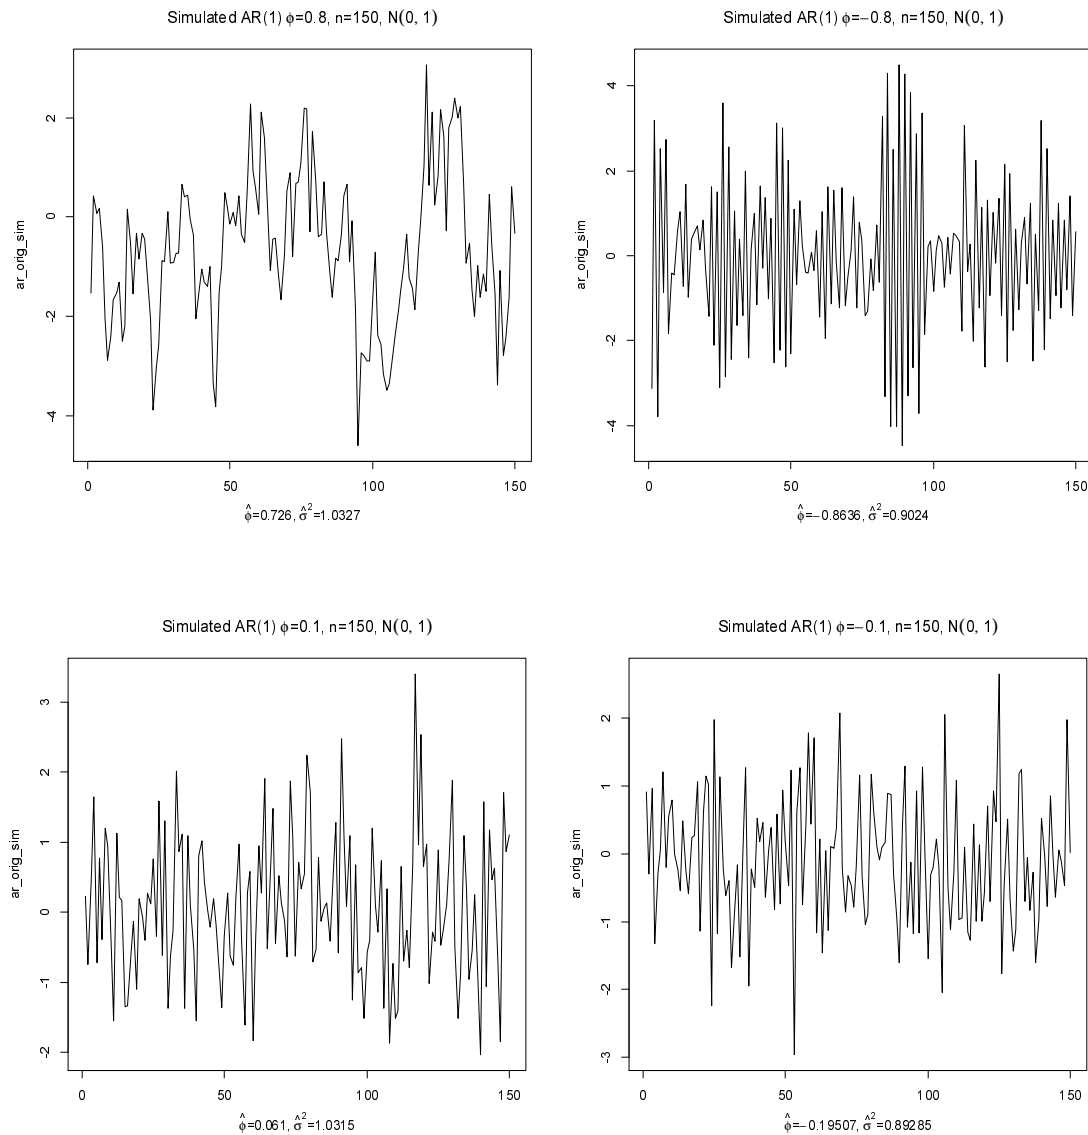 Simulated AR(1) ϕ=0.8, n=150, N(0, 1)
ar_orig_sim
2
0
-2
-4
0 50 100 150
ϕ̂=0.726, σ̂²=1.0327
Simulated AR(1) ϕ=−0.8, n=150, N(0, 1)
ar_orig_sim
4
2
0
-2
-4
0 50 100 150
ϕ̂=−0.8636, σ̂²=0.9024
Simulated AR(1) ϕ=0.1, n=150, N(0, 1)
ar_orig_sim
3
2
1
0
-1
-2
0 50 100 150
ϕ̂=0.061, σ̂²=1.0315
Simulated AR(1) ϕ=−0.1, n=150, N(0, 1)
ar_orig_sim
2
1
0
-1
-2
-3
0 50 100 150
ϕ̂=−0.19507, σ̂²=0.89285